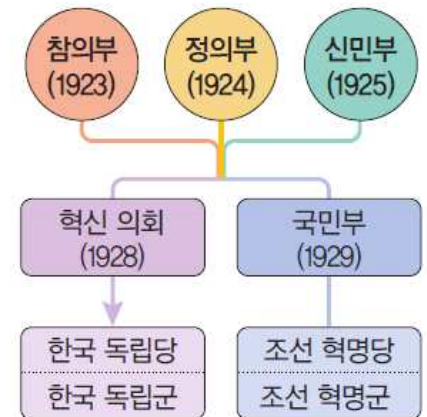 참의부
(1923)
정의부
(1924)
신민부
(1925)
혁신 의회
(1928)
국민부
(1929)
한국 독립당
한국 독립군
조선 혁명당
조선 혁명군